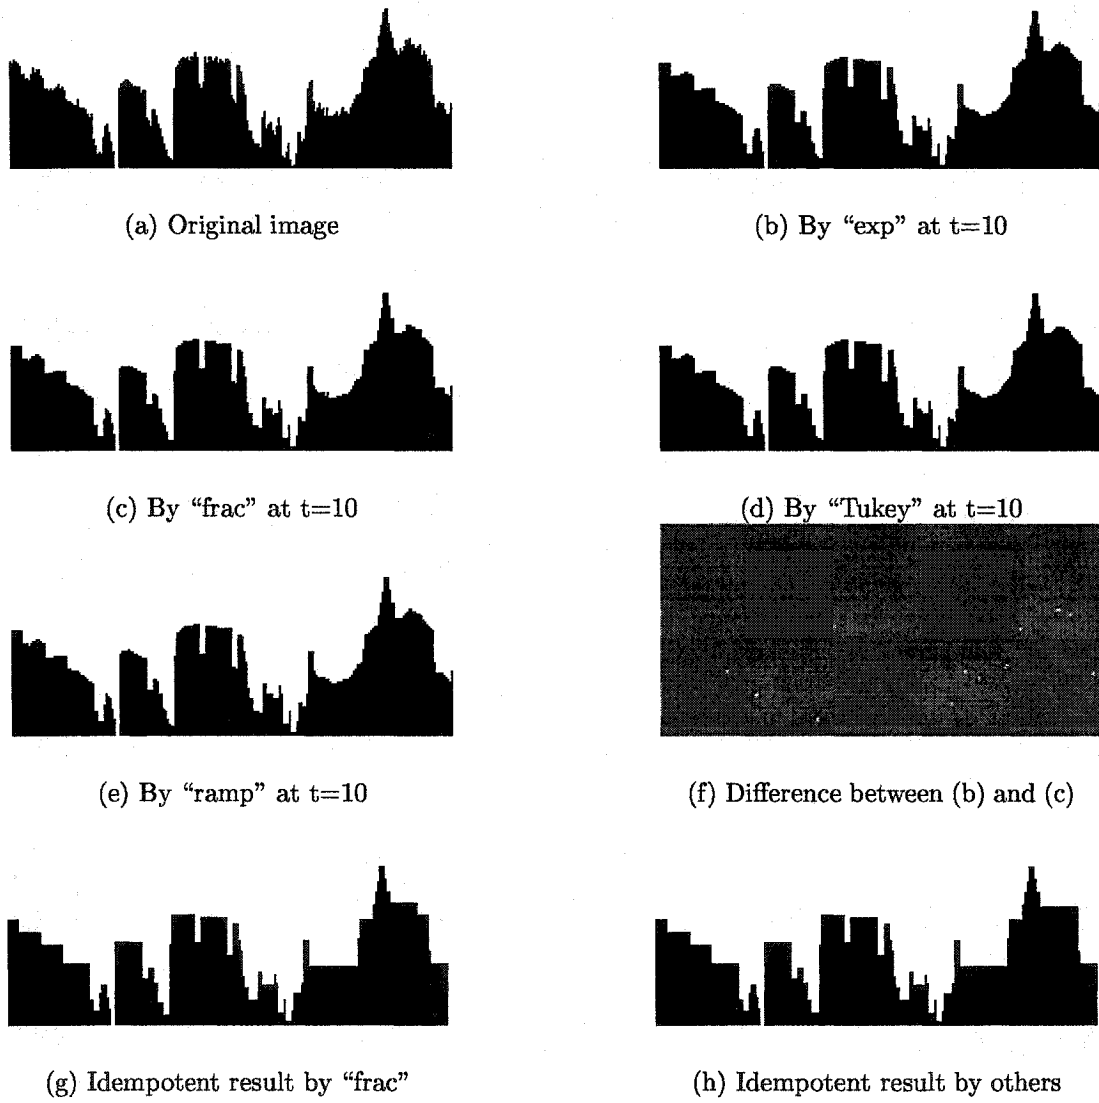 (a) Original image
(b) By “exp” at t=10
(c) By “frac” at t=10
(d) By “Tukey” at t=10
(e) By “ramp” at t=10
(f) Difference between (b) and (c)
(g) Idempotent result by “frac”
(h) Idempotent result by others